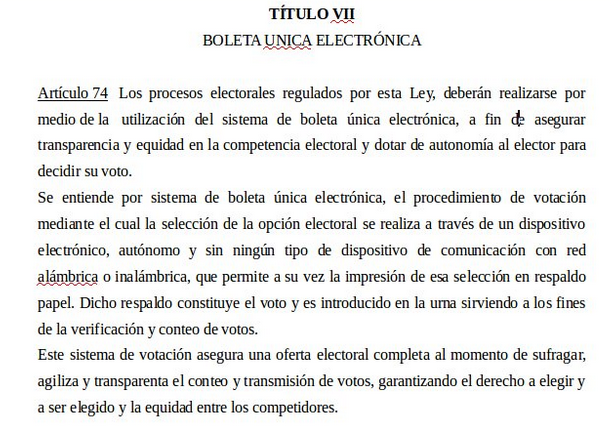 TÍTULO VII
BOLETA UNICA ELECTRÓNICA
Artículo 74 Los procesos electorales regulados por esta Ley, deberán realizarse por
medio de la utilización del sistema de boleta única electrónica, a fin de asegurar
transparencia y equidad en la competencia electoral y dotar de autonomía al elector para
decidir su voto.
Se entiende por sistema de boleta única electrónica, el procedimiento de votación
mediante el cual la selección de la opción electoral se realiza a través de un dispositivo
electrónico, autónomo y sin ningún tipo de dispositivo de comunicación con red
alámbrica o inalámbrica, que permite a su vez la impresión de esa selección en respaldo
papel. Dicho respaldo constituye el voto y es introducido en la urna sirviendo a los fines
de la verificación y conteo de votos.
Este sistema de votación asegura una oferta electoral completa al momento de sufragar,
agiliza y transparenta el conteo y transmisión de votos, garantizando el derecho a elegir y
a ser elegido y la equidad entre los competidores.